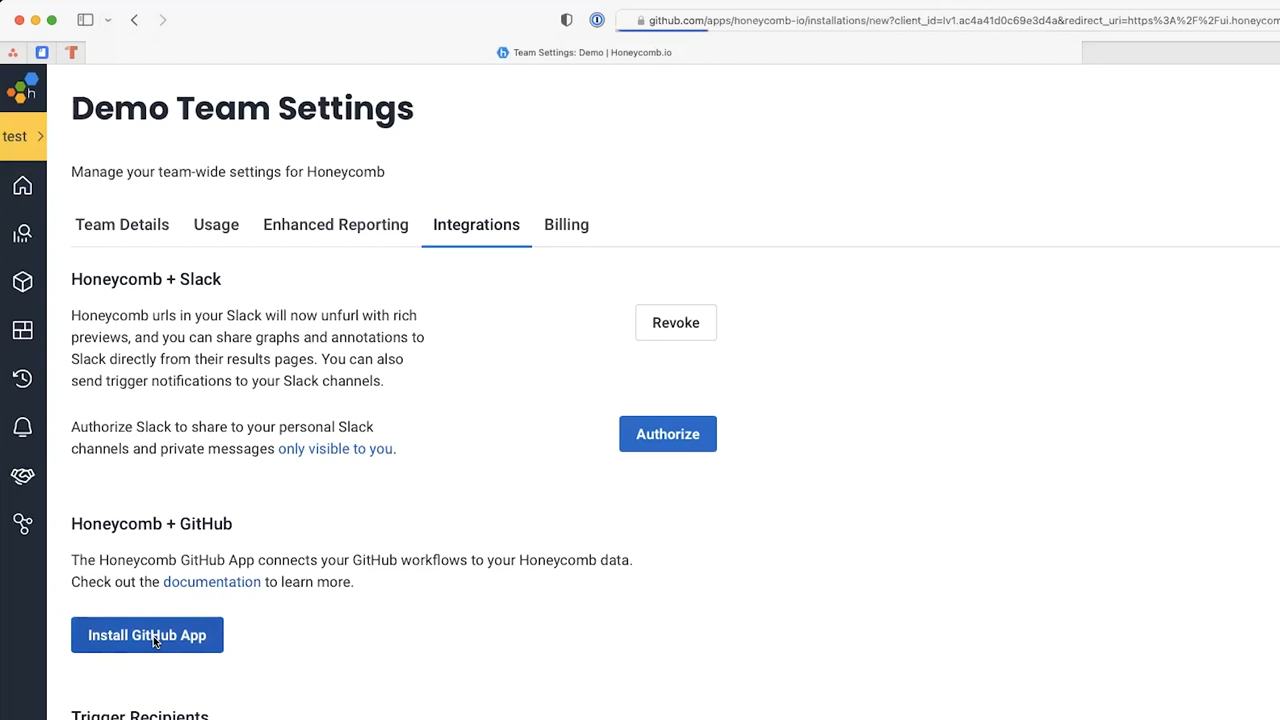 github.com/apps/honeycomb-io/installations/new?client_id=lv1.ac4a41d0c69e3d4a&redirect_uri=https%3A%2F%2Fui.honeycom
Team Settings: Demo | Honeycomb.io
h
test
Demo Team Settings
Manage your team-wide settings for Honeycomb
Team Details Usage Enhanced Reporting Integrations Billing
Honeycomb + Slack
Honeycomb urls in your Slack will now unfurl with rich
previews, and you can share graphs and annotations to
Slack directly from their results pages. You can also
send trigger notifications to your Slack channels.
Revoke
Authorize Slack to share to your personal Slack
channels and private messages only visible to you.
Authorize
Honeycomb + GitHub
The Honeycomb GitHub App connects your GitHub workflows to your Honeycomb data.
Check out the documentation to learn more.
Install GitHub App
Trigger Recipients